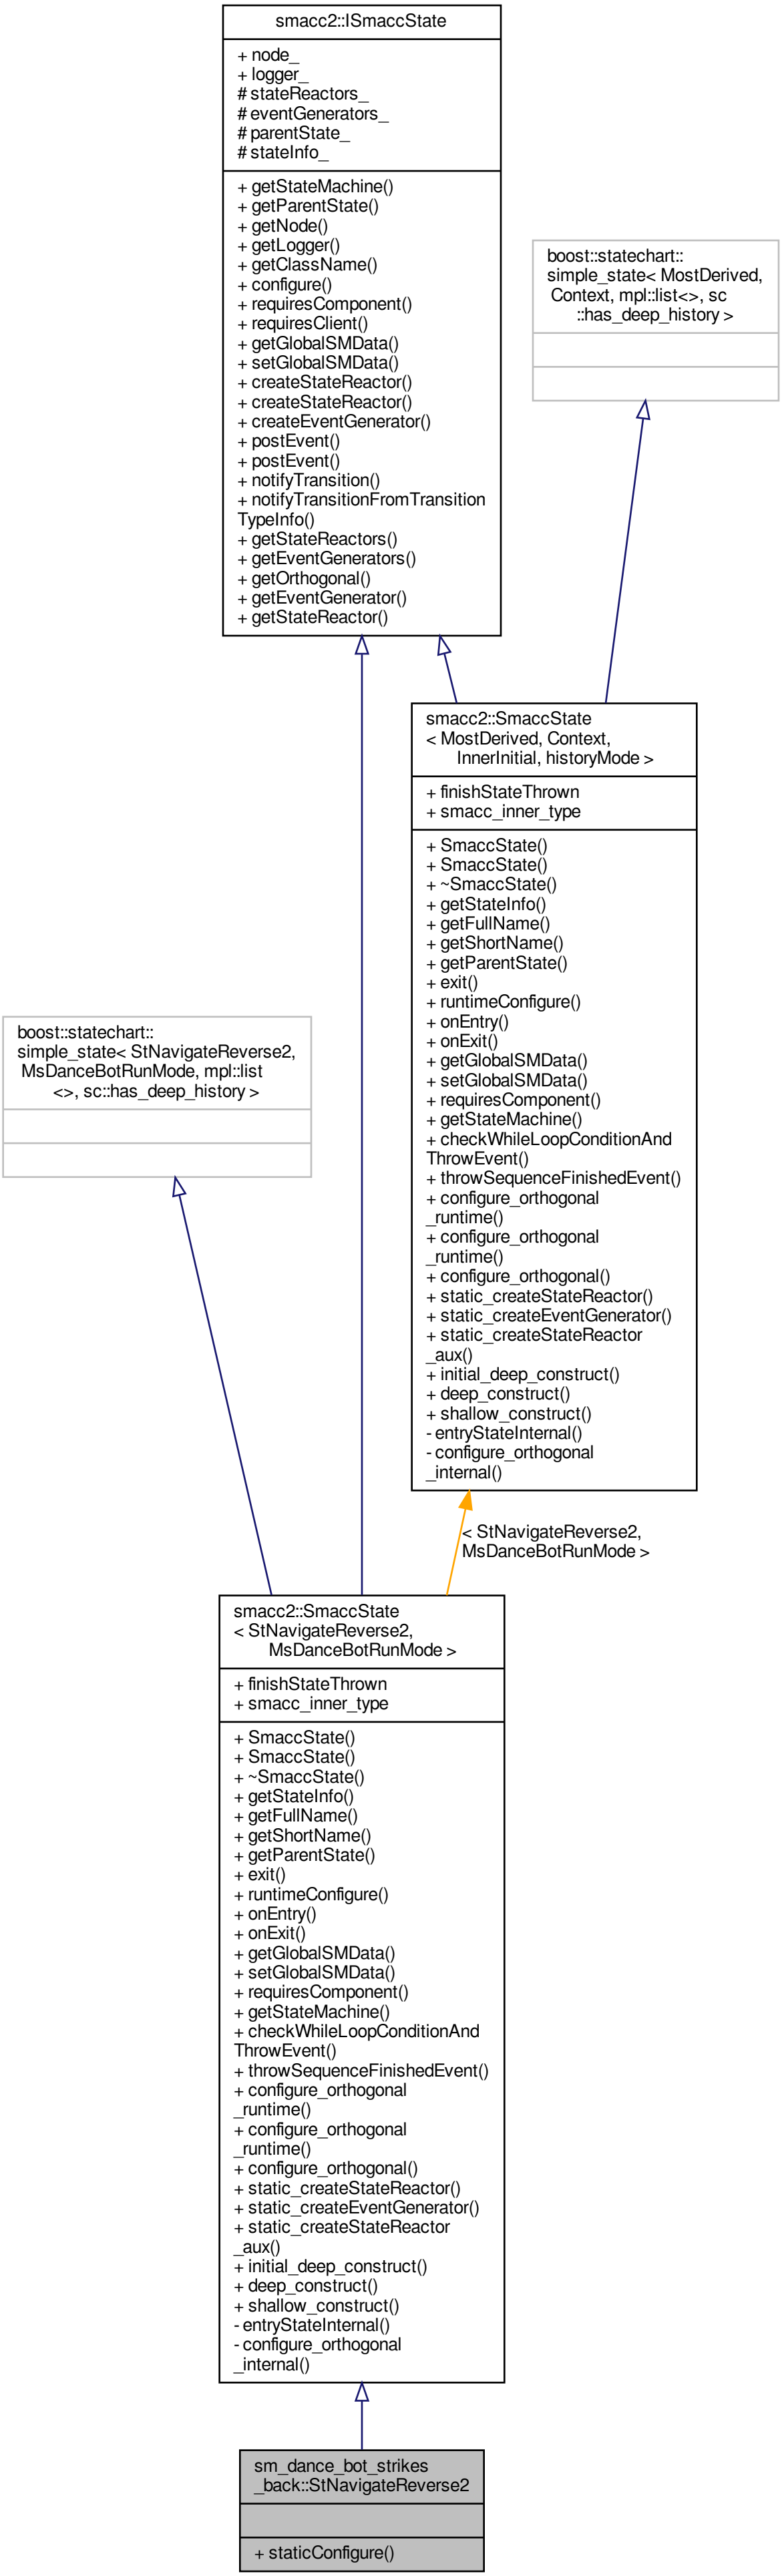 smacc2::ISmaccState
+ node_
+ logger_
# stateReactors_
# eventGenerators_
# parentState_
# stateInfo_
+ getStateMachine()
+ getParentState()
+ getNode()
+ getLogger()
+ getClassName()
+ configure()
+ requiresComponent()
+ requiresClient()
+ getGlobalSMData()
+ setGlobalSMData()
+ createStateReactor()
+ createStateReactor()
+ createEventGenerator()
+ postEvent()
+ postEvent()
+ notifyTransition()
+ notifyTransitionFromTransition
TypeInfo()
+ getStateReactors()
+ getEventGenerators()
+ getOrthogonal()
+ getEventGenerator()
+ getStateReactor()
boost::statechart::
simple_state< MostDerived,
Context, mpl::list<>, sc
::has_deep_history >
smacc2::SmaccState
< MostDerived, Context,
InnerInitial, historyMode >
+ finishStateThrown
+ smacc_inner_type
+ SmaccState()
+ SmaccState()
+ ~SmaccState()
+ getStateInfo()
+ getFullName()
+ getShortName()
+ getParentState()
+ exit()
+ runtimeConfigure()
+ onEntry()
+ onExit()
+ getGlobalSMData()
+ setGlobalSMData()
+ requiresComponent()
+ getStateMachine()
+ checkWhileLoopConditionAnd
ThrowEvent()
+ throwSequenceFinishedEvent()
+ configure_orthogonal
_runtime()
+ configure_orthogonal
_runtime()
+ configure_orthogonal()
+ static_createStateReactor()
+ static_createEventGenerator()
+ static_createStateReactor
_aux()
+ initial_deep_construct()
+ deep_construct()
+ shallow_construct()
- entryStateInternal()
- configure_orthogonal
_internal()
boost::statechart::
simple_state< StNavigateReverse2,
MsDanceBotRunMode, mpl::list
<>, sc::has_deep_history >
< StNavigateReverse2,
MsDanceBotRunMode >
smacc2::SmaccState
< StNavigateReverse2,
MsDanceBotRunMode >
+ finishStateThrown
+ smacc_inner_type
+ SmaccState()
+ SmaccState()
+ ~SmaccState()
+ getStateInfo()
+ getFullName()
+ getShortName()
+ getParentState()
+ exit()
+ runtimeConfigure()
+ onEntry()
+ onExit()
+ getGlobalSMData()
+ setGlobalSMData()
+ requiresComponent()
+ getStateMachine()
+ checkWhileLoopConditionAnd
ThrowEvent()
+ throwSequenceFinishedEvent()
+ configure_orthogonal
_runtime()
+ configure_orthogonal
_runtime()
+ configure_orthogonal()
+ static_createStateReactor()
+ static_createEventGenerator()
+ static_createStateReactor
_aux()
+ initial_deep_construct()
+ deep_construct()
+ shallow_construct()
- entryStateInternal()
- configure_orthogonal
_internal()
sm_dance_bot_strikes
_back::StNavigateReverse2
+ staticConfigure()